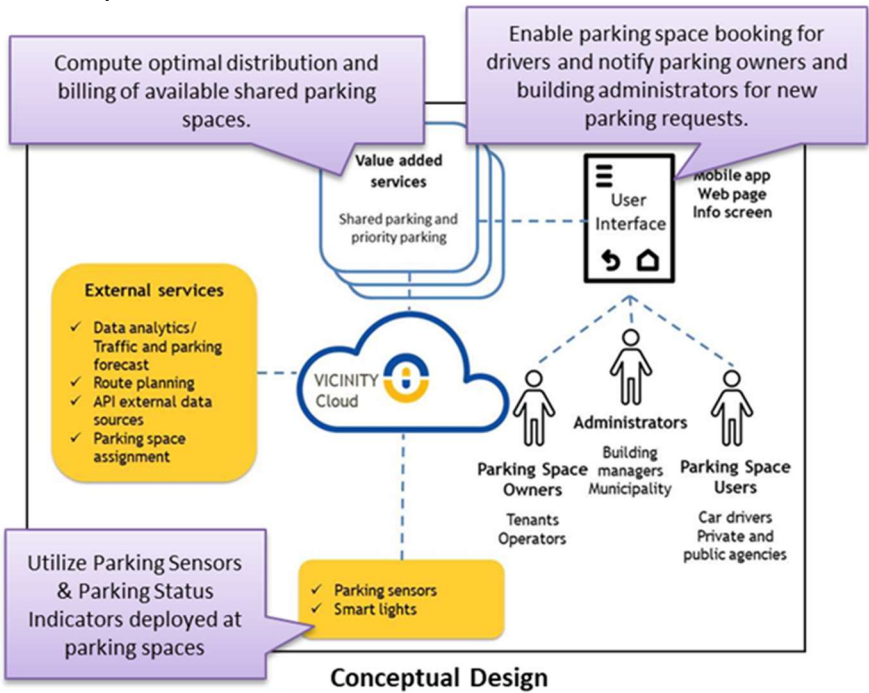 Compute optimal distribution and
billing of available shared parking
spaces.
Enable parking space booking for
drivers and notify parking owners and
building administrators for new
parking requests.
Value added
services
Shared parking and
priority parking
User
Interface
Mobile app
Web page
Info screen
External services
✓ Data analytics/
Traffic and parking
forecast
✓ Route planning
✓ API external data
sources
✓ Parking space
assignment
VICINITY
Cloud
Parking Space
Owners
Tenants
Operators
Administrators
Building
managers
Municipality
Parking Space
Users
Car drivers
Private and
public agencies
Utilize Parking Sensors
& Parking Status
Indicators deployed at
parking spaces
✓ Parking sensors
✓ Smart lights
Conceptual Design